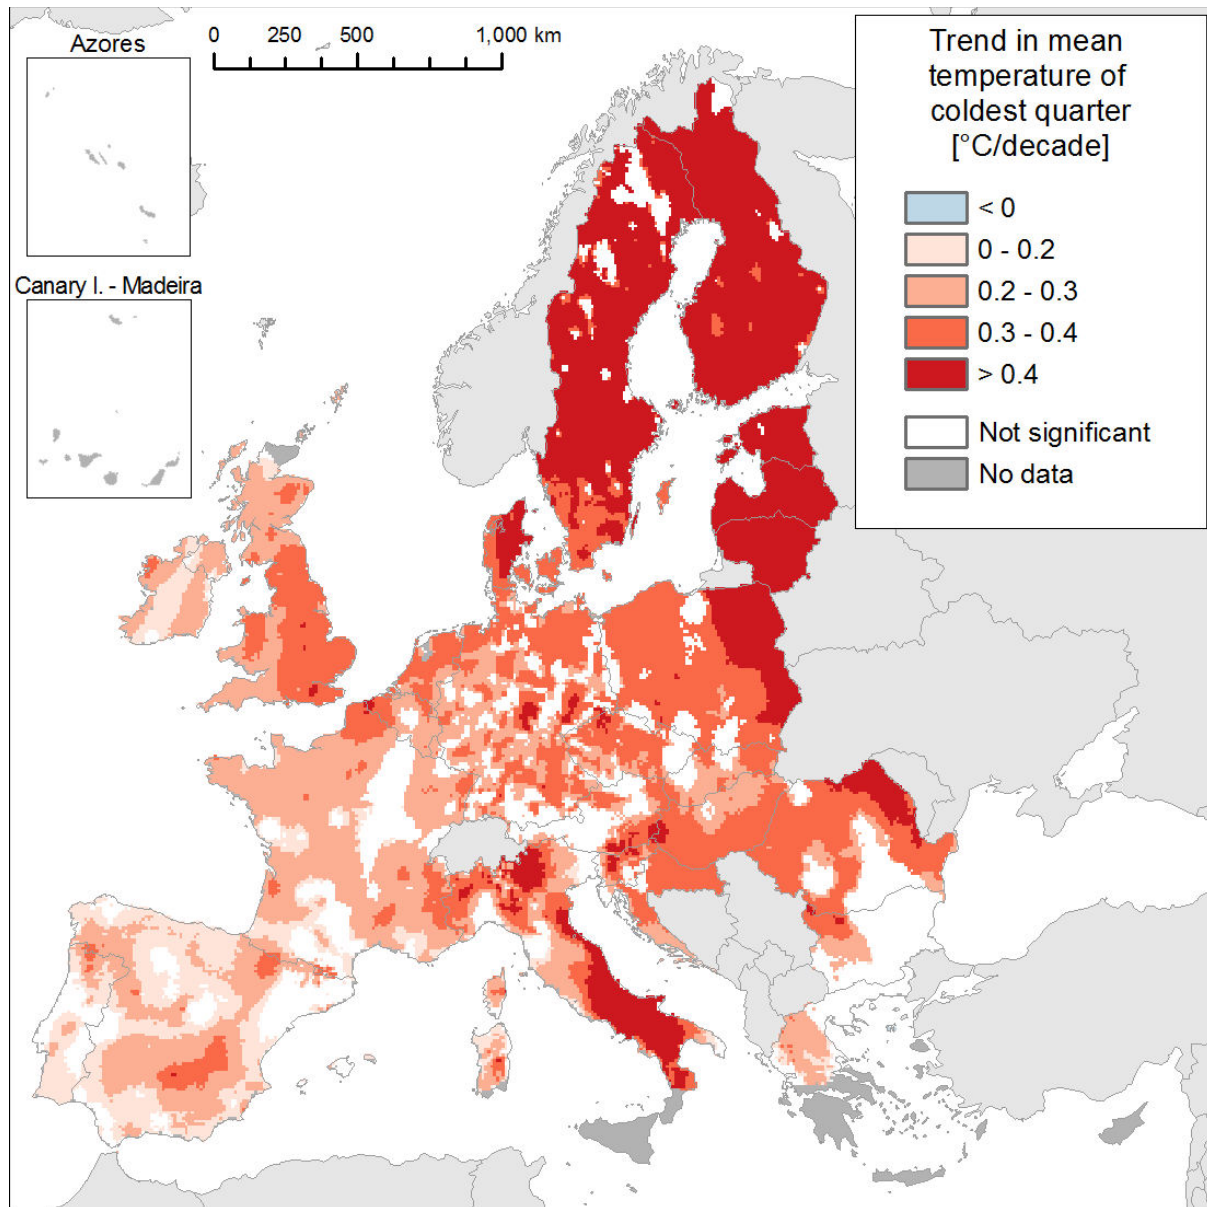 Azores
0 250 500 1,000 km
Canary I. - Madeira
Trend in mean
temperature of
coldest quarter
[°C/decade]
< 0
0 - 0.2
0.2 - 0.3
0.3 - 0.4
> 0.4
Not significant
No data